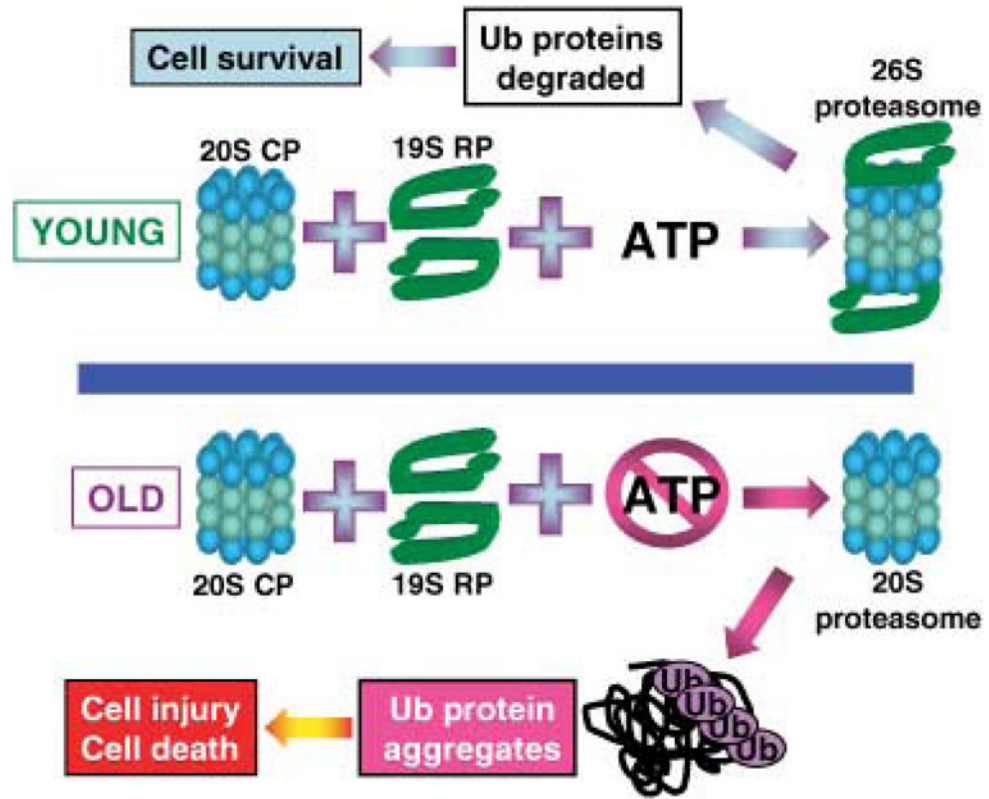 Cell survival
Ub proteins
degraded
26S
proteasome
20S CP
19S RP
YOUNG
ATP
OLD
ATP
20S CP
19S RP
20S
proteasome
Ub
Ub
Ub
Ub
Cell injury
Cell death
Ub protein
aggregates